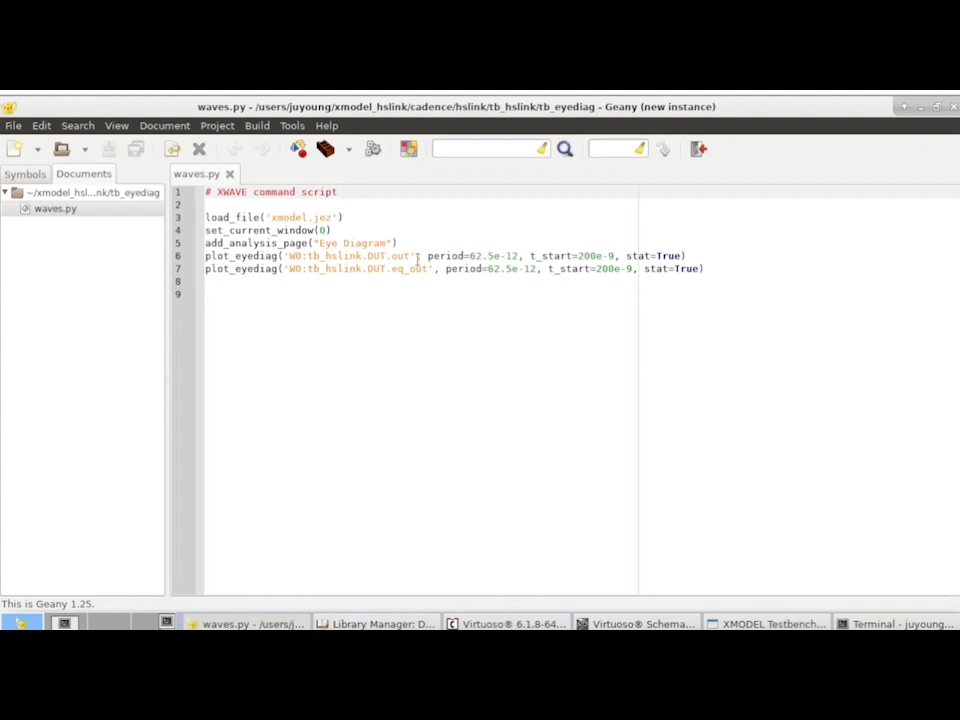 waves.py - /users/juyoung/xmodel_hslink/cadence/hslink/tb_hslink/tb_eyediag - Geany (new instance)
File Edit Search View Document Project Build Tools Help
Symbols Documents
waves.py
~/xmodel_hsl...nk/tb_eyediag
waves.py
1 # XWAVE command script
2
3 load_file('xmodel.jez')
4 set_current_window(0)
5 add_analysis_page("Eye Diagram")
6 plot_eyediag('W0:tb_hslink.DUT.out', period=62.5e-12, t_start=200e-9, stat=True)
7 plot_eyediag('W0:tb_hslink.DUT.eq_out', period=62.5e-12, t_start=200e-9, stat=True)
8
9
This is Geany 1.25.
waves.py - /users/j... Library Manager: D... Virtuoso® 6.1.8-64... Virtuoso® Schema... XMODEL Testbench... Terminal - juyoung...